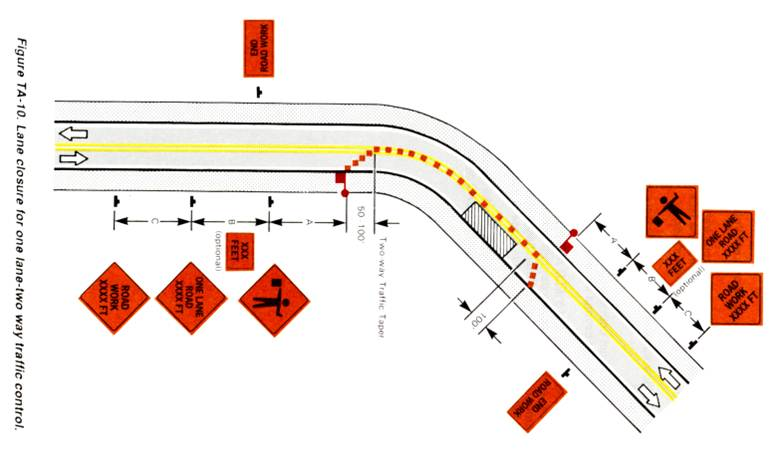 END
ROAD WORK
A
B
(optional)
C
50 100'
Two way Traffic Taper
XXX
FEET
ROAD
WORK
XXXX FT
ONE LANE
ROAD
XXXX FT
A
B
(optional)
C
XXX
FEET
ONE LANE
ROAD
XXXX FT
ROAD
WORK
XXXX FT
100'
END
ROAD WORK
Figure TA-10. Lane closure for one lane-two way traffic control.